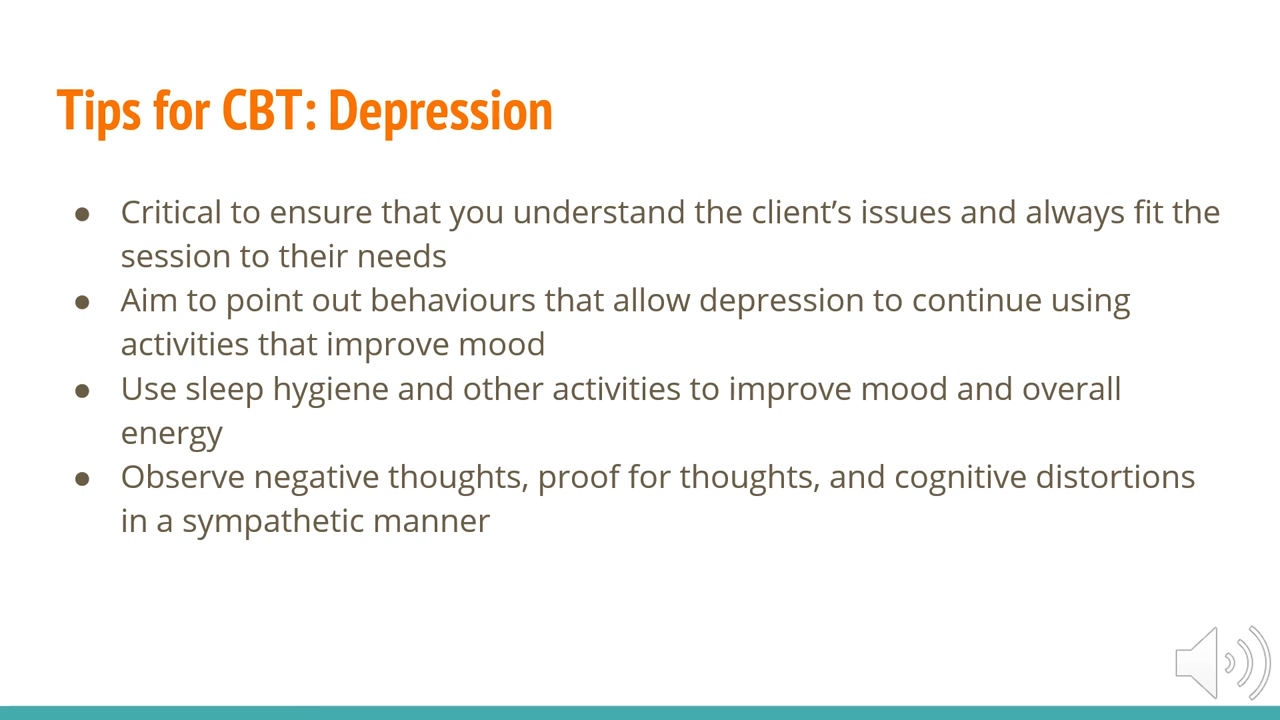 Tips for CBT: Depression
● Critical to ensure that you understand the client’s issues and always fit the
session to their needs
● Aim to point out behaviours that allow depression to continue using
activities that improve mood
● Use sleep hygiene and other activities to improve mood and overall
energy
● Observe negative thoughts, proof for thoughts, and cognitive distortions
in a sympathetic manner